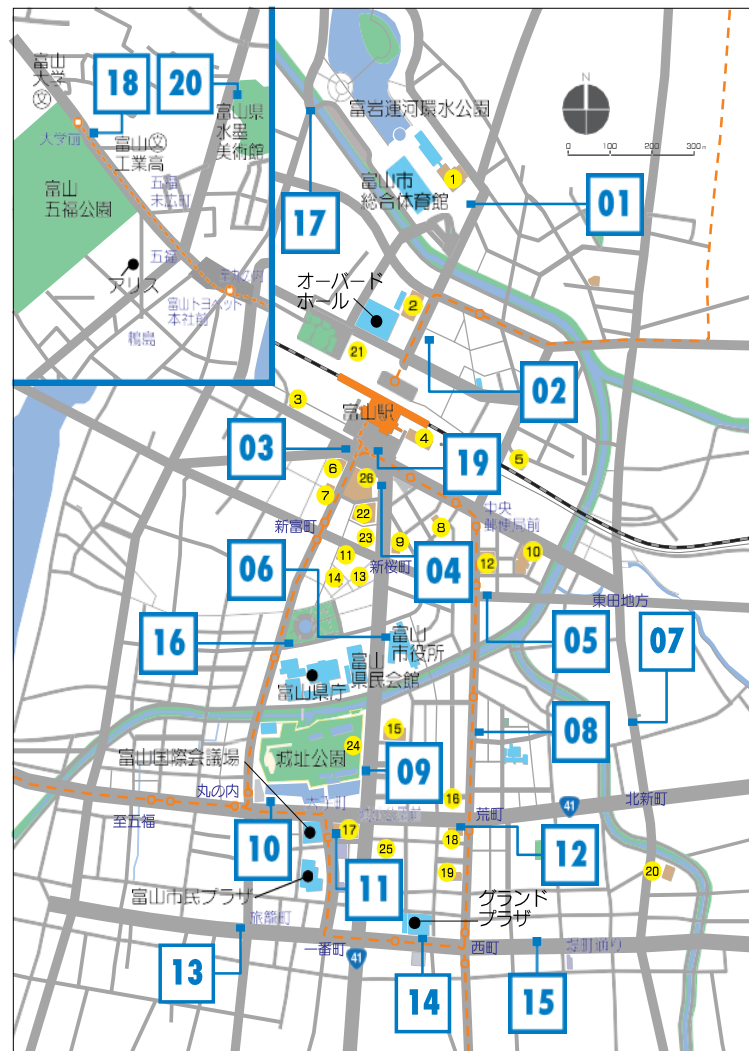 富山
大学
文
18
20
大学前
富山
工業高
文
富山県
水墨
美術館
五福
末広町
富山
五福公園
五福
アリス
富山トヨペット
本社前
鵯島
富岩運河環水公園
N
0 100 200 300m
富山市
総合体育館
1
01
17
オーバード
ホール
2
21
02
3
富山駅
4
03
19
5
6
26
7
中央
郵便局前
22
8
新富町
23
9
10
11
12
06
新桜町
04
14
13
東田地方
16
富山
市役所
05
07
富山
県民会館
富山県庁
08
15
24
富山国際会議場
城址公園
09
丸の内
16
荒町
41
北新町
至五福
10
17
18
12
25
11
19
20
富山市民プラザ
グランド
プラザ
旅籠町
一番町
西町
堤町通り
41
13
14
15